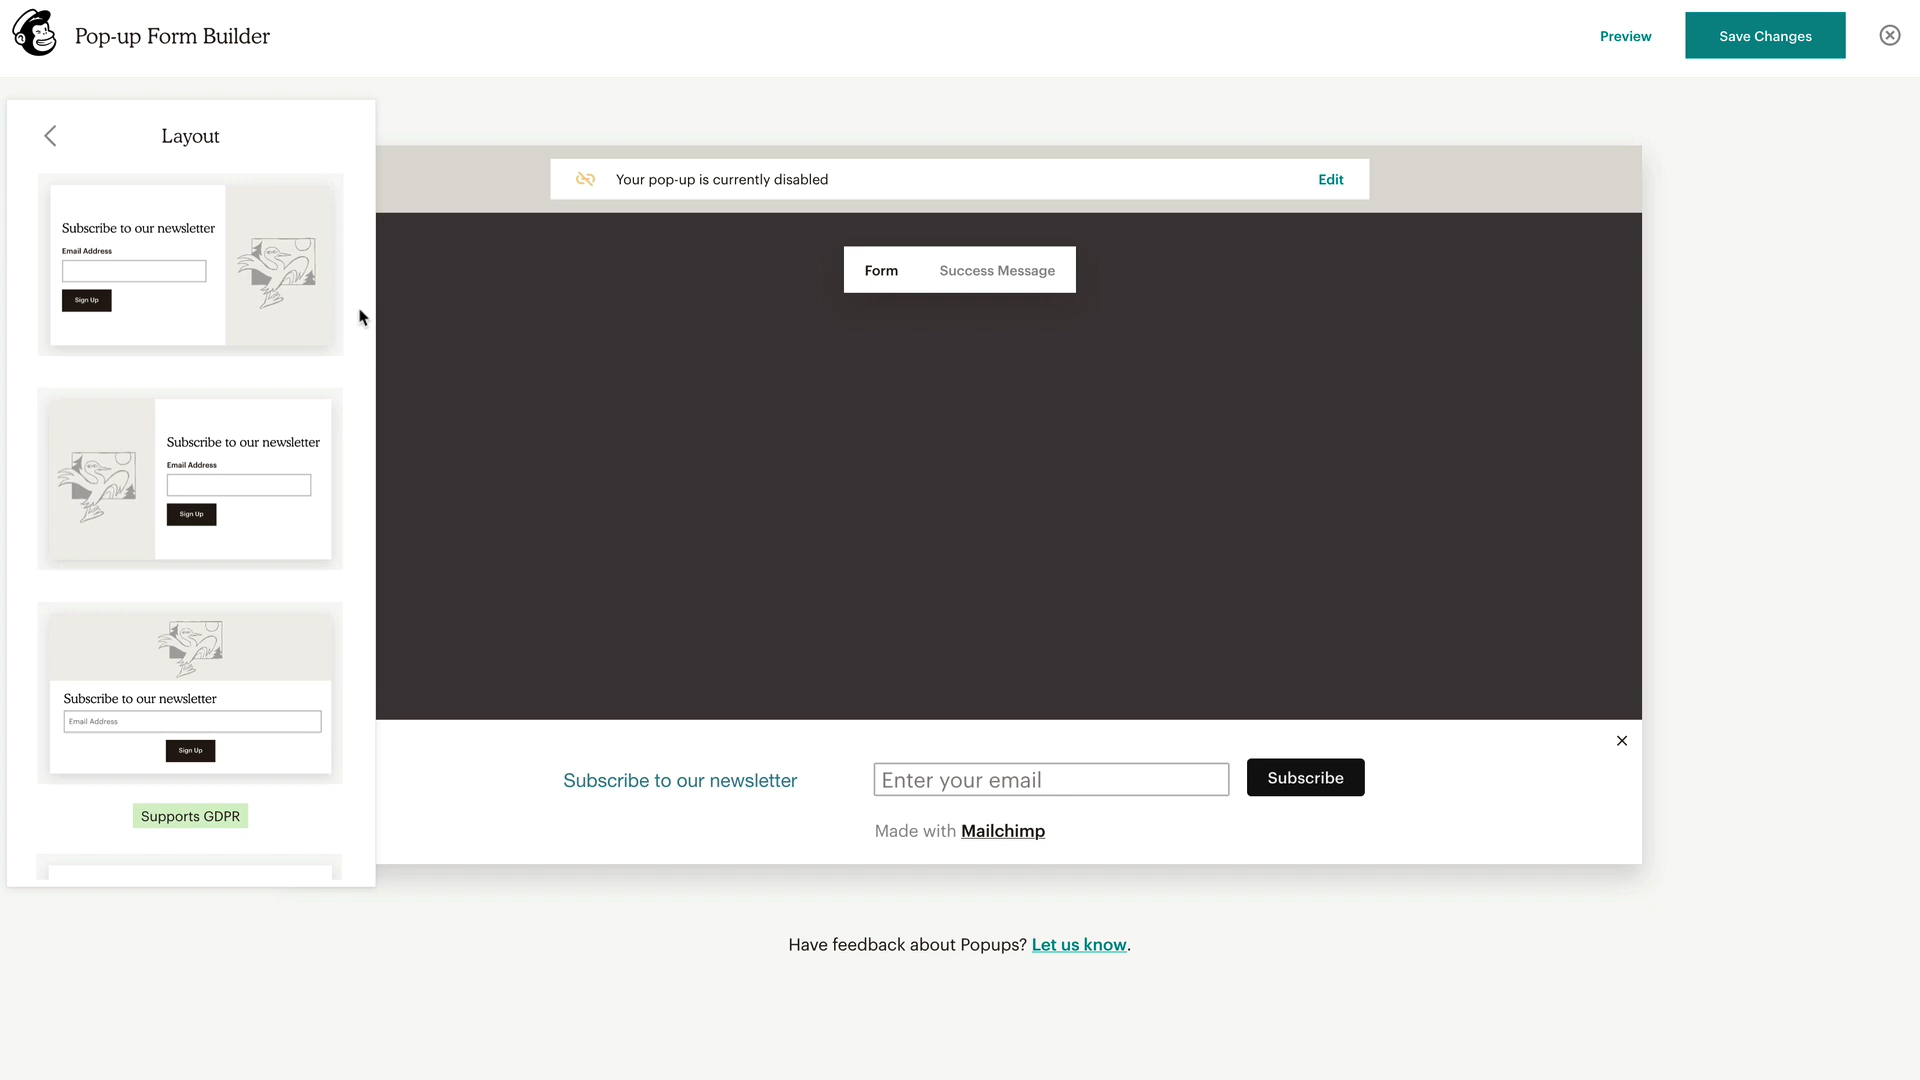 Pop-up Form Builder
Preview
Save Changes
Layout
Subscribe to our newsletter
Email Address
Sign Up
Subscribe to our newsletter
Email Address
Sign Up
Subscribe to our newsletter
Email Address
Sign Up
Supports GDPR
Your pop-up is currently disabled
Edit
Form
Success Message
Subscribe to our newsletter
Enter your email
Subscribe
Made with Mailchimp
Have feedback about Popups? Let us know.